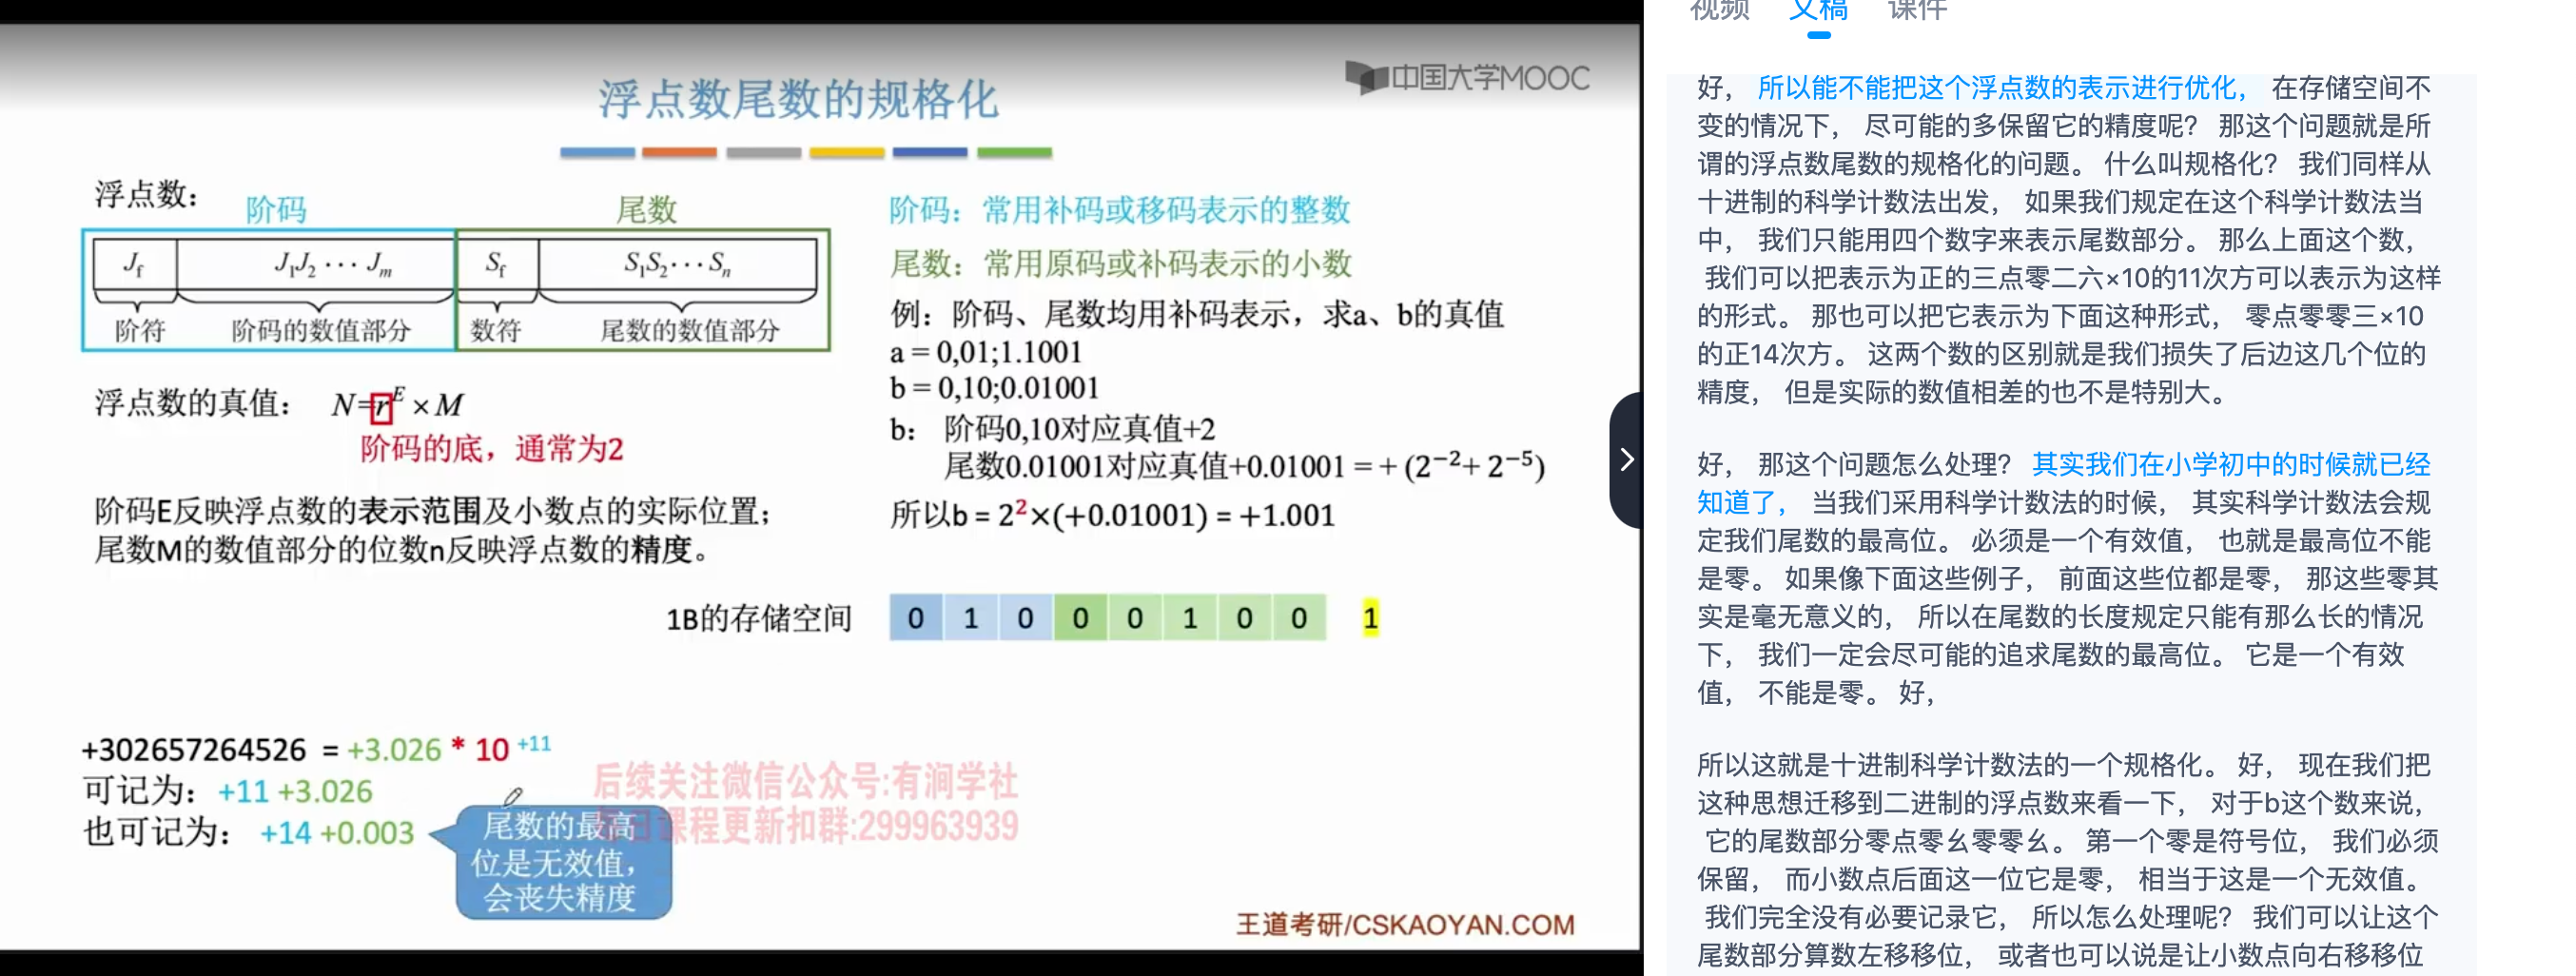 中国大学MOOC
浮点数尾数的规格化
浮点数：
阶码
尾数
Jf J1J2 ··· Jm Sf S1S2 ··· Sn
阶符 阶码的数值部分 数符 尾数的数值部分
浮点数的真值： N=r^E × M
阶码的底，通常为2
阶码E反映浮点数的表示范围及小数点的实际位置；
尾数M的数值部分的位数n反映浮点数的精度。
阶码：常用补码或移码表示的整数
尾数：常用原码或补码表示的小数
例：阶码、尾数均用补码表示，求a、b的真值
a = 0,01;1.1001
b = 0,10;0.01001
b： 阶码0,10对应真值+2
尾数0.01001对应真值+0.01001 = + (2⁻²+ 2⁻⁵)
所以b = 2²×(+0.01001) = +1.001
1B的存储空间 0 1 0 0 0 1 0 0 1
+302657264526 = +3.026 * 10 +11
可记为：+11 +3.026
也可记为： +14 +0.003
尾数的最高
位是无效值，
会丧失精度
后续关注微信公众号:有涧学社
每日课程更新扣群:299963939
王道考研/CSKAOYAN.COM
视频 文稿 课件
好， 所以能不能把这个浮点数的表示进行优化， 在存储空间不
变的情况下， 尽可能的多保留它的精度呢？ 那这个问题就是所
谓的浮点数尾数的规格化的问题。 什么叫规格化？ 我们同样从
十进制的科学计数法出发， 如果我们规定在这个科学计数法当
中， 我们只能用四个数字来表示尾数部分。 那么上面这个数，
我们可以把表示为正的三点零二六×10的11次方可以表示为这样
的形式。 那也可以把它表示为下面这种形式， 零点零零三×10
的正14次方。 这两个数的区别就是我们损失了后边这几个位的
精度， 但是实际的数值相差的也不是特别大。
好， 那这个问题怎么处理？ 其实我们在小学初中的时候就已经
知道了， 当我们采用科学计数法的时候， 其实科学计数法会规
定我们尾数的最高位。 必须是一个有效值， 也就是最高位不能
是零。 如果像下面这些例子， 前面这些位都是零， 那这些零其
实是毫无意义的， 所以在尾数的长度规定只能有那么长的情况
下， 我们一定会尽可能的追求尾数的最高位。 它是一个有效
值， 不能是零。 好，
所以这就是十进制科学计数法的一个规格化。 好， 现在我们把
这种思想迁移到二进制的浮点数来看一下， 对于b这个数来说，
它的尾数部分零点零幺零零幺。 第一个零是符号位， 我们必须
保留， 而小数点后面这一位它是零， 相当于这是一个无效值。
我们完全没有必要记录它， 所以怎么处理呢？ 我们可以让这个
尾数部分算数左移移位， 或者也可以说是让小数点向右移移位